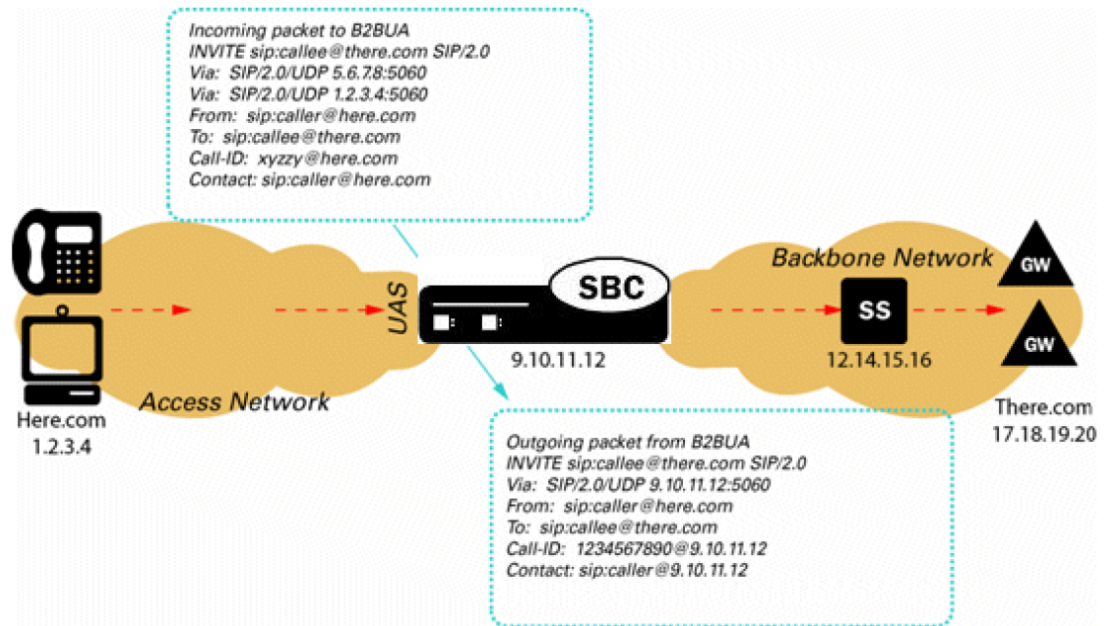 Incoming packet to B2BUA
INVITE sip:callee@there.com SIP/2.0
Via: SIP/2.0/UDP 5.6.7.8:5060
Via: SIP/2.0/UDP 1.2.3.4:5060
From: sip:caller@here.com
To: sip:callee@there.com
Call-ID: xyzzy@here.com
Contact: sip:caller@here.com
Backbone Network
GW
UAS
SBC
SS
GW
9.10.11.12
12.14.15.16
Access Network
Here.com
1.2.3.4
There.com
17.18.19.20
Outgoing packet from B2BUA
INVITE sip:callee@there.com SIP/2.0
Via: SIP/2.0/UDP 9.10.11.12:5060
From: sip:caller@here.com
To: sip:callee@there.com
Call-ID: 1234567890@9.10.11.12
Contact: sip:caller@9.10.11.12